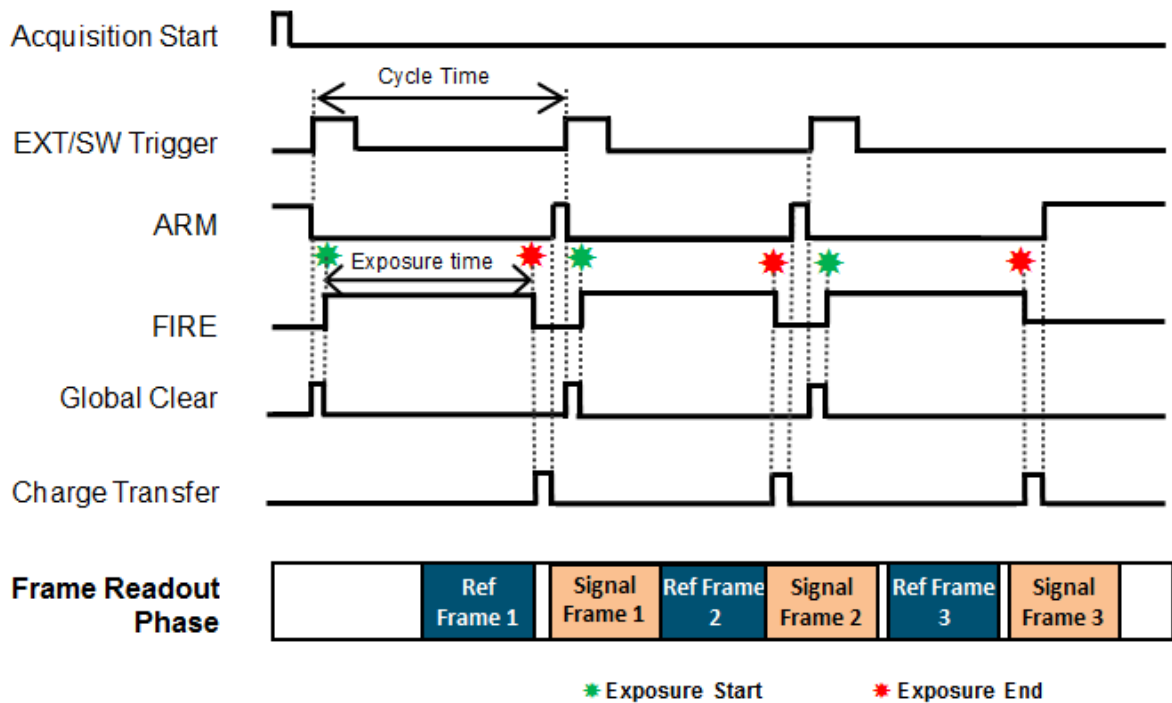 Acquisition Start
Cycle Time
EXT/SW Trigger
ARM
Exposure time
FIRE
Global Clear
Charge Transfer
Frame Readout
Phase
Ref
Frame 1
Signal
Frame 1
Ref Frame
2
Signal
Frame 2
Ref Frame
3
Signal
Frame 3
Exposure Start
Exposure End